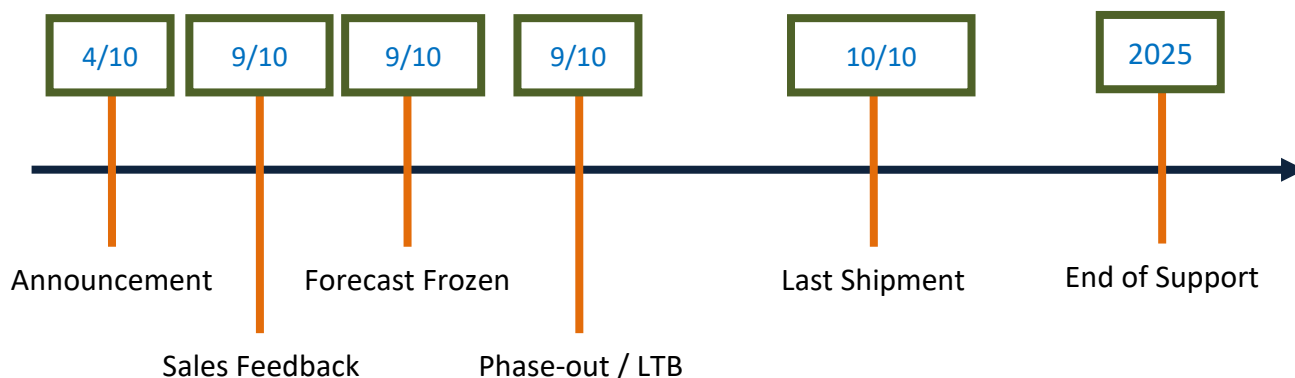 4/10
9/10
9/10
9/10
10/10
2025
Announcement
Forecast Frozen
Last Shipment
End of Support
Sales Feedback
Phase-out / LTB